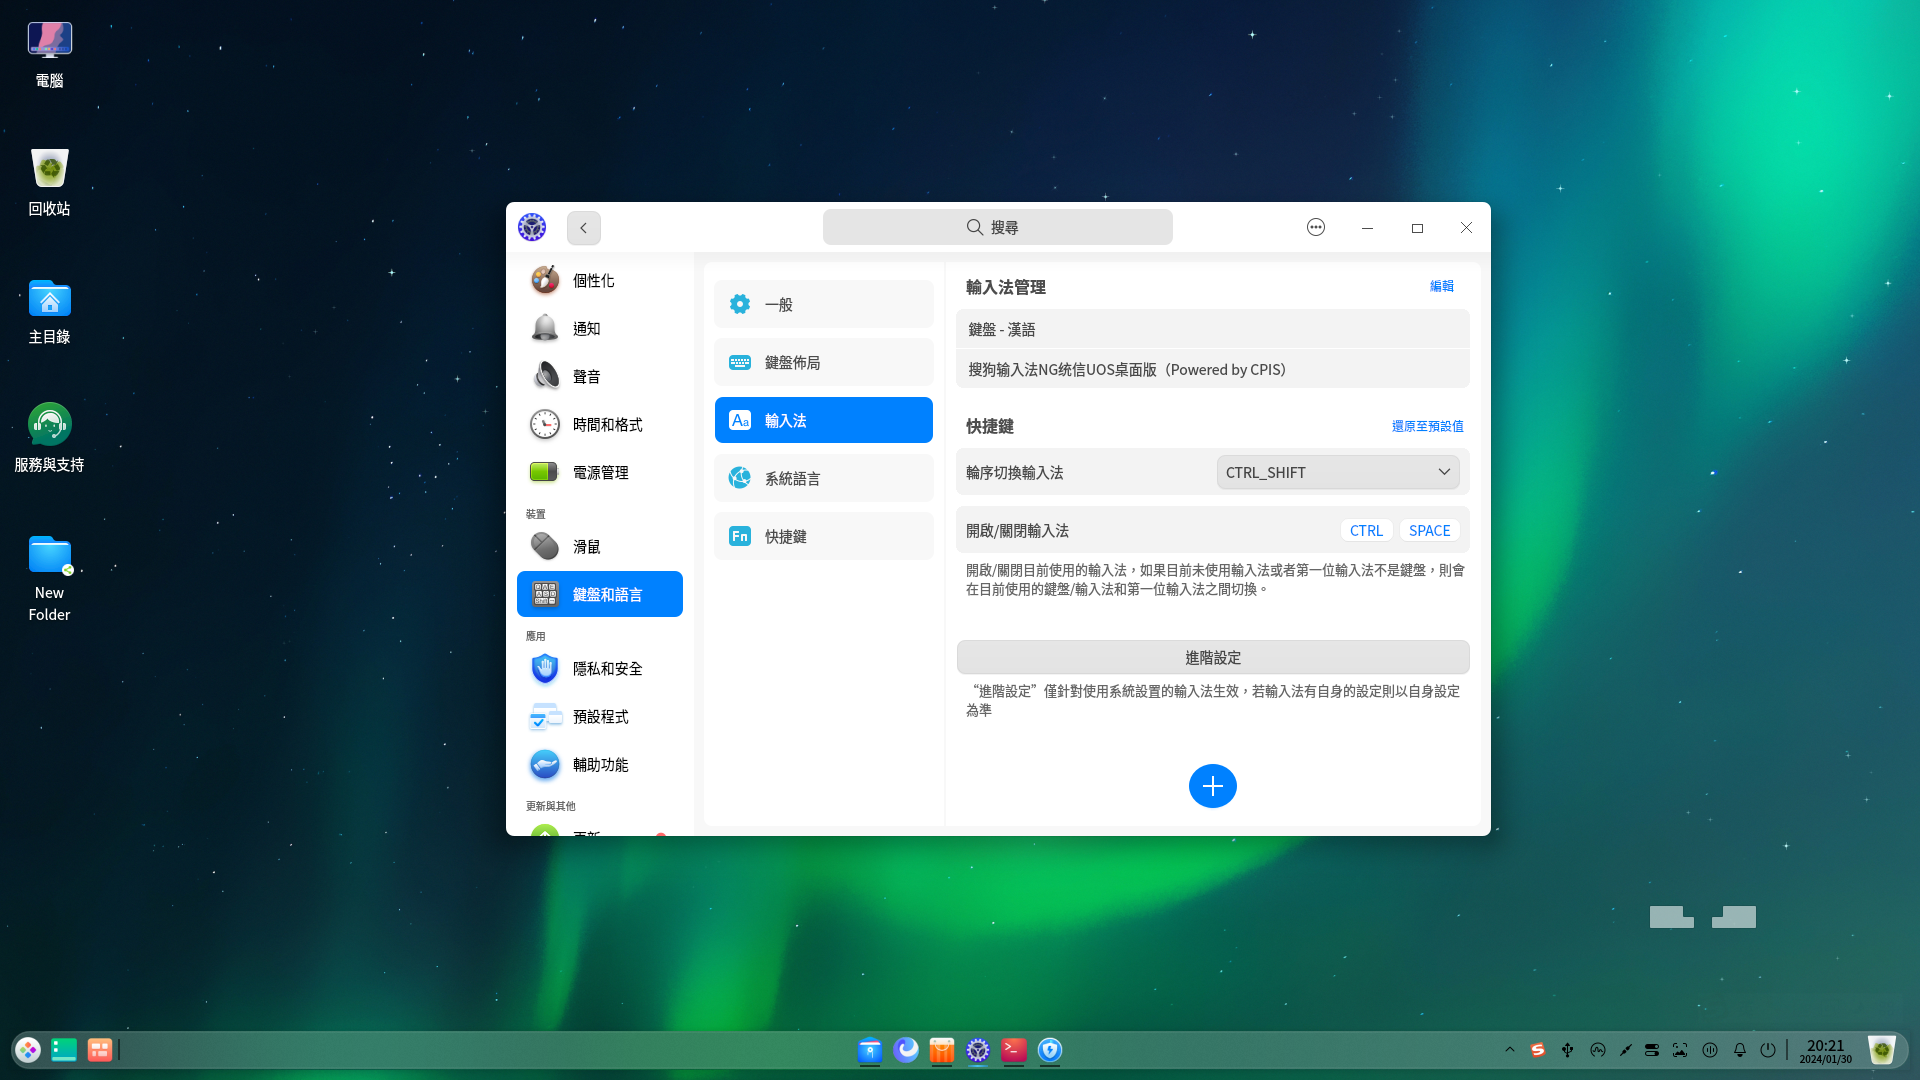 電腦
回收站
主目錄
服務與支持
New
Folder
搜尋
個性化
通知
聲音
時間和格式
電源管理
裝置
滑鼠
鍵盤和語言
應用
隱私和安全
預設程式
輔助功能
更新與其他
更新
一般
鍵盤佈局
Aa
輸入法
系統語言
Fn
快捷鍵
輸入法管理
編輯
鍵盤 - 漢語
搜狗输入法NG统信UOS桌面版（Powered by CPIS）
快捷鍵
還原至預設值
輪序切換輸入法
CTRL_SHIFT
開啟/關閉輸入法
CTRL
SPACE
開啟/關閉目前使用的輸入法，如果目前未使用輸入法或者第一位輸入法不是鍵盤，則會
在目前使用的鍵盤/輸入法和第一位輸入法之間切換。
進階設定
“進階設定”僅針對使用系統設置的輸入法生效，若輸入法有自身的設定則以自身設定
為準
20:21
2024/01/30